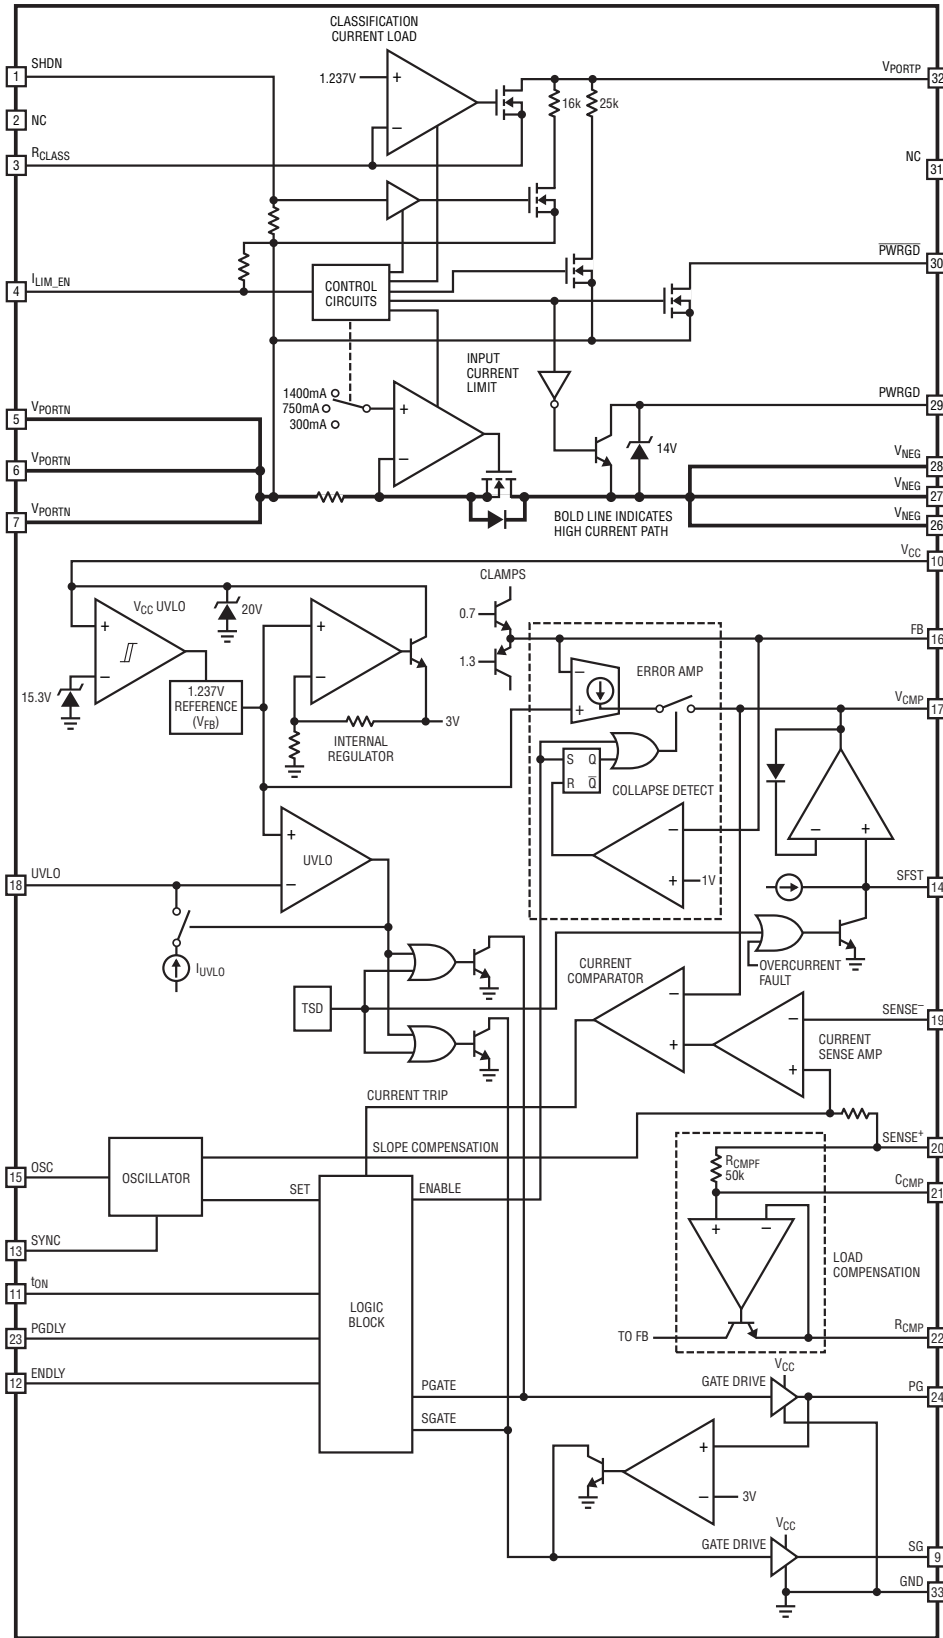 CLASSIFICATION
CURRENT LOAD
1 SHDN
1.237V
+
−
VPORTP 32
16k
25k
2 NC
3 RCLASS
NC 31
PWRGD 30
4 ILIM_EN
CONTROL
CIRCUITS
INPUT
CURRENT
LIMIT
1400mA
750mA
300mA
+
−
PWRGD 29
14V
5 VPORTN
6 VPORTN
7 VPORTN
VNEG 28
VNEG 27
VNEG 26
BOLD LINE INDICATES
HIGH CURRENT PATH
VCC 10
CLAMPS
VCC UVLO
+
−
20V
15.3V
1.237V
REFERENCE
(VFB)
+
−
3V
INTERNAL
REGULATOR
0.7
1.3
FB 16
ERROR AMP
−
+
VCMP 17
S Q
R Q̅
COLLAPSE DETECT
−
+
1V
−
+
18 UVLO
+
−
UVLO
IUVLO
SFST 14
OVERCURRENT
FAULT
TSD
CURRENT
COMPARATOR
−
+
SENSE− 19
−
+
CURRENT
SENSE AMP
CURRENT TRIP
SLOPE COMPENSATION
SENSE+ 20
15 OSC
OSCILLATOR
SET
ENABLE
RCMPF
50k
CCMP 21
+
−
LOAD
COMPENSATION
13 SYNC
11 tON
23 PGDLY
12 ENDLY
LOGIC
BLOCK
TO FB
RCMP 22
VCC
PGATE
GATE DRIVE
PG 24
SGATE
+
−
3V
VCC
GATE DRIVE
SG 9
GND 33